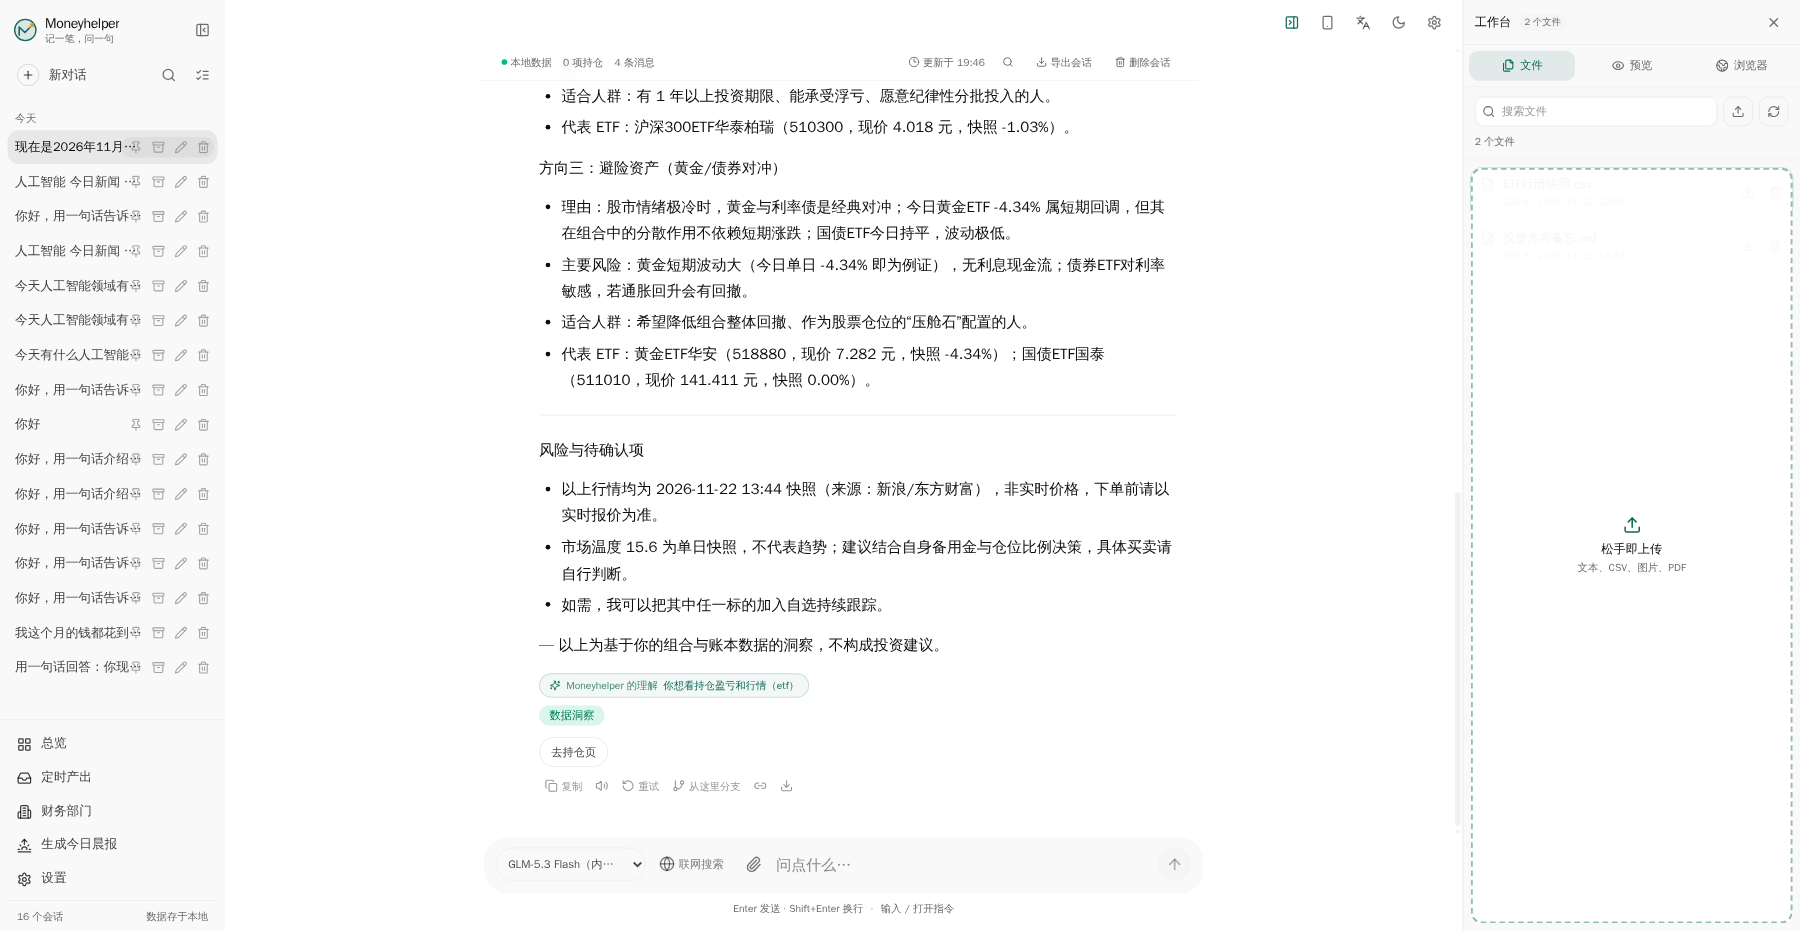 Moneyhelper
记一笔，问一句
新对话
今天
现在是2026年11月…
人工智能 今日新闻 …
你好，用一句话告诉…
人工智能 今日新闻 …
今天人工智能领域有…
今天人工智能领域有…
今天有什么人工智能…
你好，用一句话告诉…
你好
你好，用一句话介绍…
你好，用一句话介绍…
你好，用一句话告诉…
你好，用一句话告诉…
你好，用一句话告诉…
我这个月的钱都花到…
用一句话回答：你现…
总览
定时产出
财务部门
生成今日晨报
设置
16 个会话
数据存于本地
本地数据 0 项持仓 4 条消息
更新于 19:46
导出会话
删除会话
适合人群：有 1 年以上投资期限、能承受浮亏、愿意纪律性分批投入的人。
代表 ETF：沪深300ETF华泰柏瑞（510300，现价 4.018 元，快照 -1.03%）。
方向三：避险资产（黄金/债券对冲）
理由：股市情绪极冷时，黄金与利率债是经典对冲；今日黄金ETF -4.34% 属短期回调，但其
在组合中的分散作用不依赖短期涨跌；国债ETF今日持平，波动极低。
主要风险：黄金短期波动大（今日单日 -4.34% 即为例证），无利息现金流；债券ETF对利率
敏感，若通胀回升会有回撤。
适合人群：希望降低组合整体回撤、作为股票仓位的“压舱石”配置的人。
代表 ETF：黄金ETF华安（518880，现价 7.282 元，快照 -4.34%）；国债ETF国泰
（511010，现价 141.411 元，快照 0.00%）。
风险与待确认项
以上行情均为 2026-11-22 13:44 快照（来源：新浪/东方财富），非实时价格，下单前请以
实时报价为准。
市场温度 15.6 为单日快照，不代表趋势；建议结合自身备用金与仓位比例决策，具体买卖请
自行判断。
如需，我可以把其中任一标的加入自选持续跟踪。
— 以上为基于你的组合与账本数据的洞察，不构成投资建议。
Moneyhelper 的理解 你想看持仓盈亏和行情（etf）
数据洞察
去持仓页
复制
重试
从这里分支
GLM-5.3 Flash（内…
联网搜索
问点什么…
Enter 发送 · Shift+Enter 换行 · 输入 / 打开指令
工作台
2 个文件
文件
预览
浏览器
搜索文件
2 个文件
ETF行情快照.csv
投资方向备忘.md
松手即上传
文本、CSV、图片、PDF